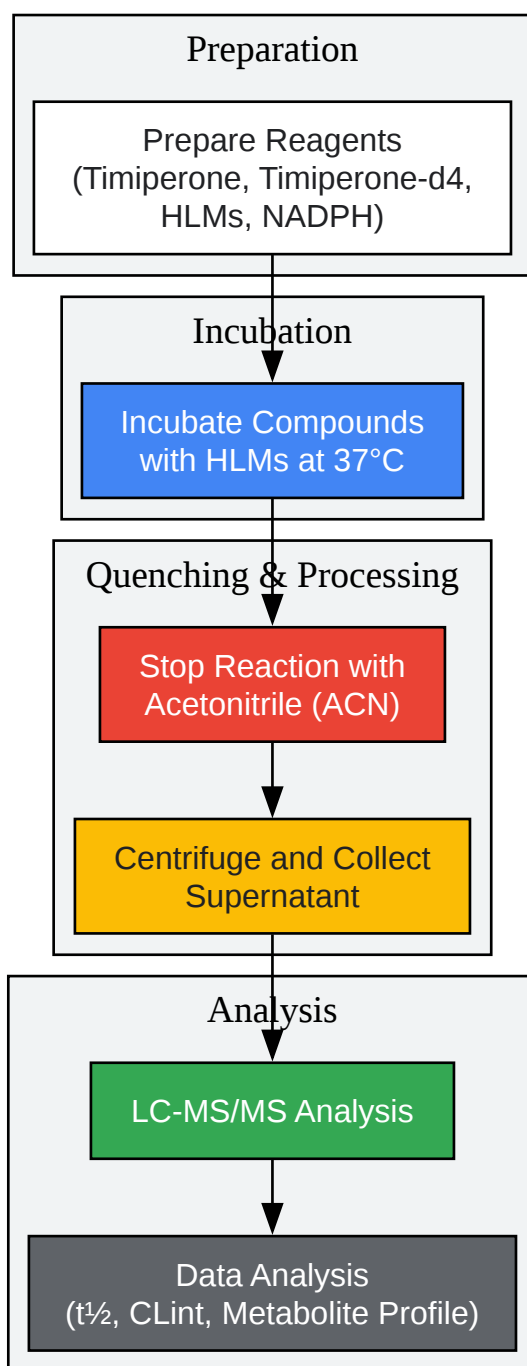 Preparation
Prepare Reagents
(Timiperone, Timiperone-d4,
HLMs, NADPH)
Incubation
Incubate Compounds
with HLMs at 37°C
Quenching & Processing
Stop Reaction with
Acetonitrile (ACN)
Centrifuge and Collect
Supernatant
Analysis
LC-MS/MS Analysis
Data Analysis
(t½, CLint, Metabolite Profile)